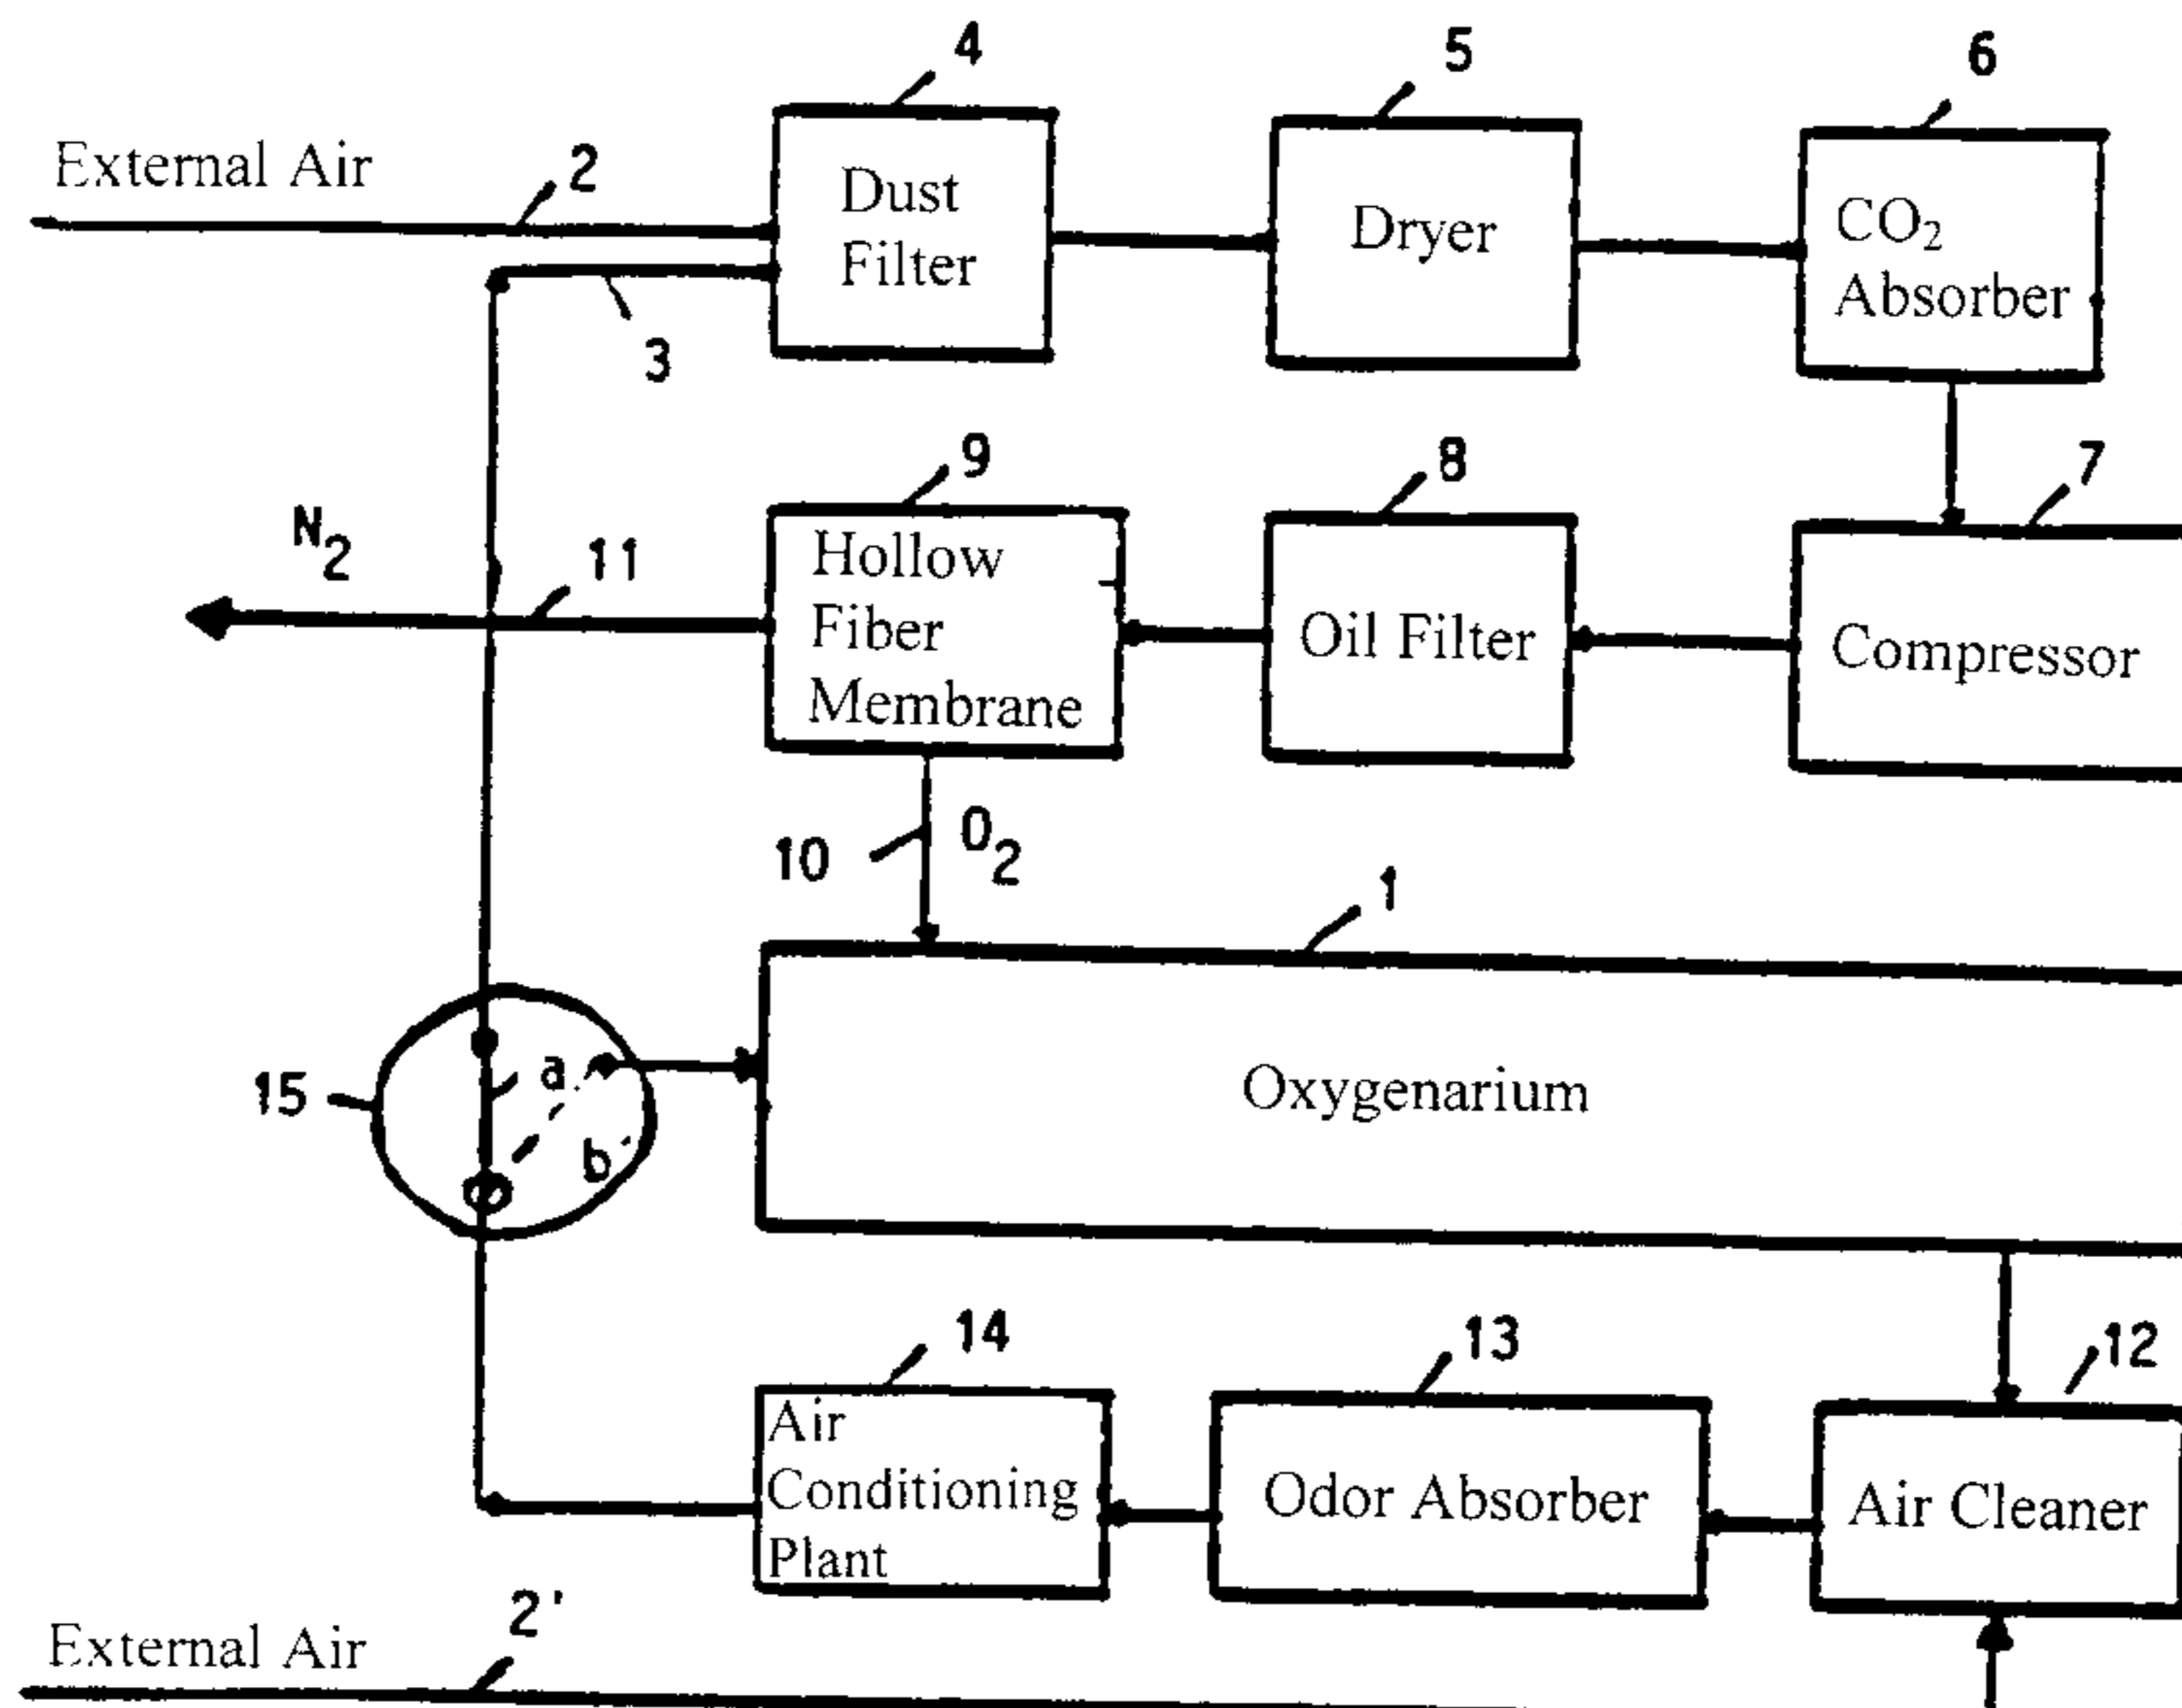 4
5
6
External Air
2
Dust
Filter
Dryer
CO₂
Absorber
3
9
8
7
N₂
11
Hollow
Fiber
Membrane
Oil Filter
Compressor
10
O₂
1
15
a
b
Oxygenarium
14
13
12
Air
Conditioning
Plant
Odor Absorber
Air Cleaner
2'
External Air